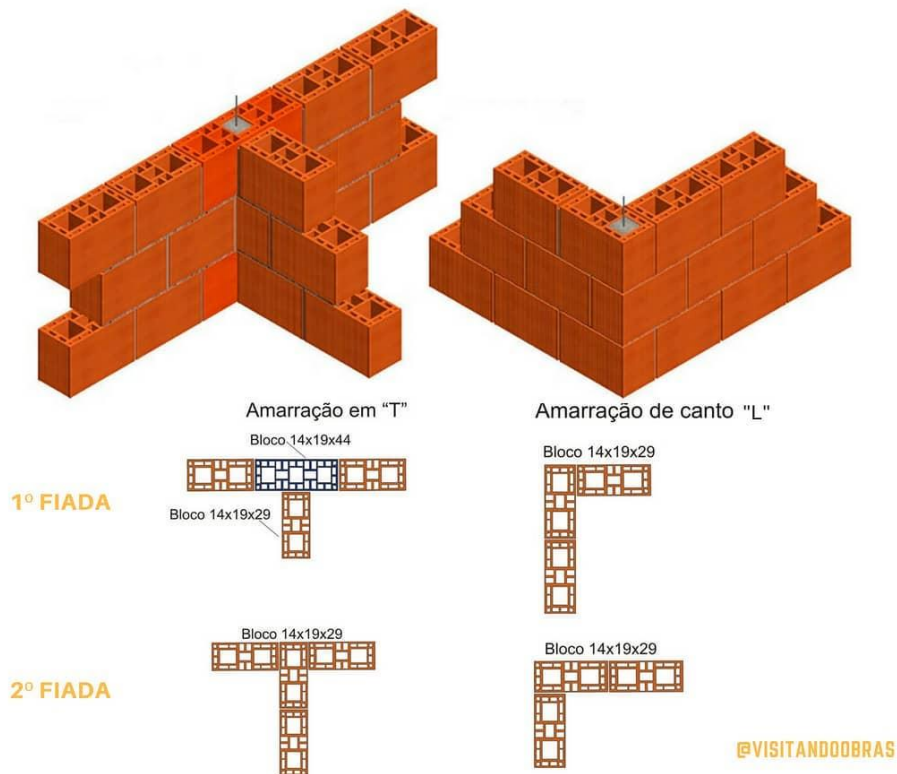 Amarração em “T”
Amarração de canto "L"
Bloco 14x19x44
Bloco 14x19x29
1º FIADA
Bloco 14x19x29
Bloco 14x19x29
Bloco 14x19x29
2º FIADA
@VISITANDOOBRAS